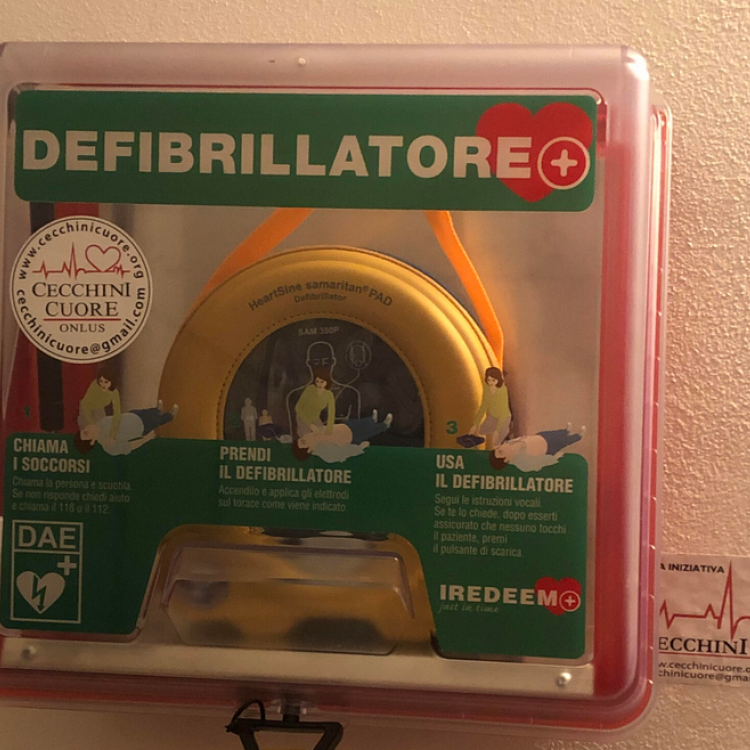 DEFIBRILLATORE
www.cecchinicuore.org
CECCHINI
CUORE
ONLUS
cecchinicuore@gmail.com
HeartSine samaritan® PAD
Defibrillator
SAM 350P
CHIAMA
I SOCCORSI
Chiama la persona e scuotila.
Se non risponde chiedi aiuto
e chiama il 118 o il 112
PRENDI
IL DEFIBRILLATORE
Accendilo e applica gli elettrodi
sul torace come viene indicato
3
USA
IL DEFIBRILLATORE
Segui le istruzioni vocali.
Se te lo chiede, dopo esserti
assicurato che nessuno tocchi
il paziente, premi
il pulsante di scarica.
DAE
IREDEEM
just in time
A INIZIATIVA
ECCHINI
w.cecchinicuore.o
chinicuore@gmai